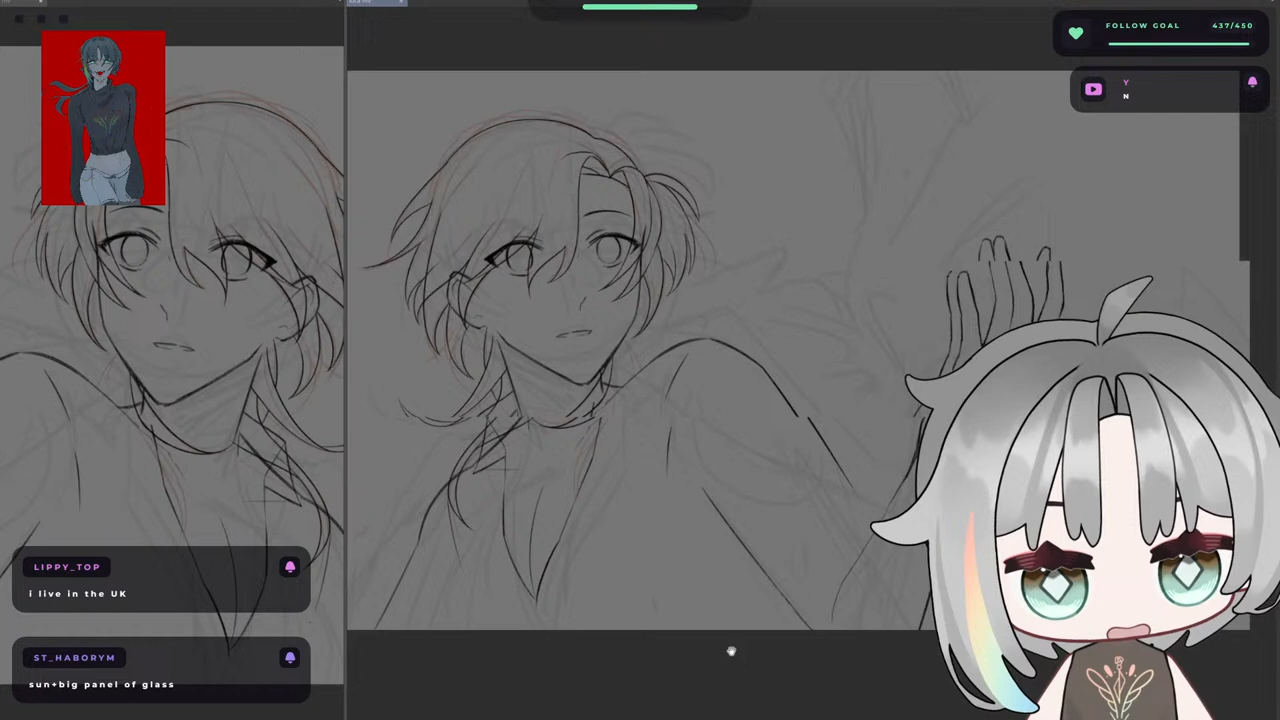 FOLLOW GOAL 437/450
Y
N
LIPPY_TOP
i live in the UK
ST_HABORYM
sun+big panel of glass